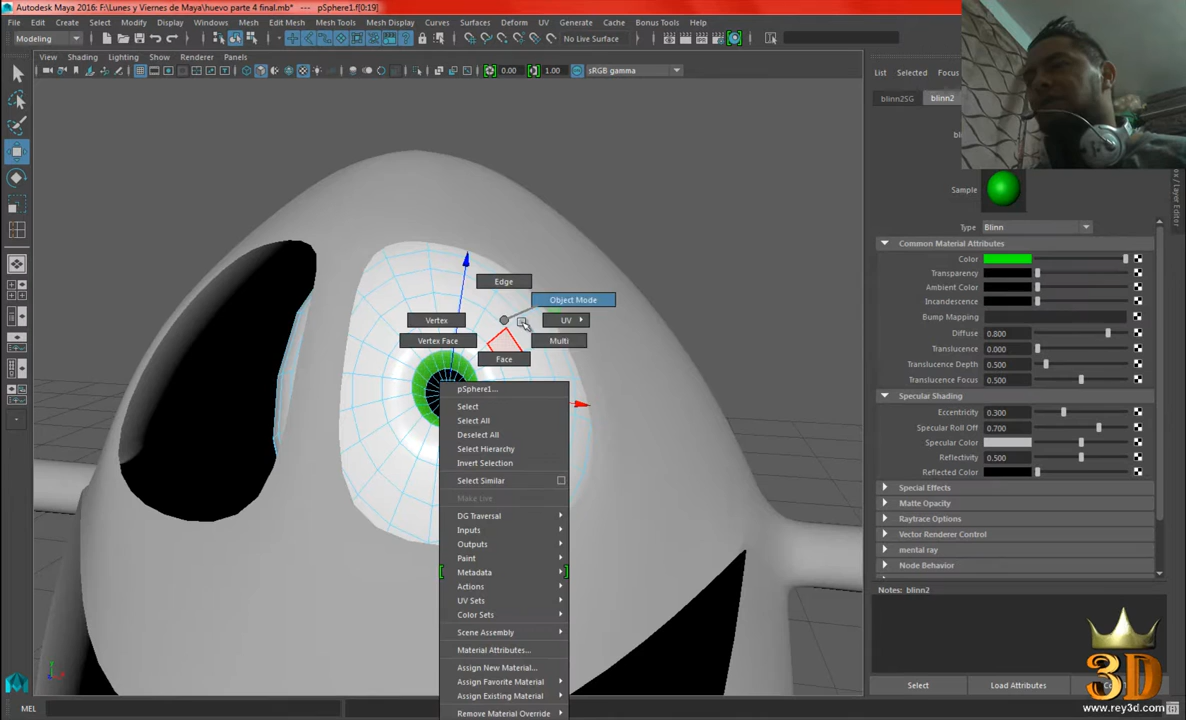 Autodesk Maya 2016: F:\Lunes y Viernes de Maya\huevo parte 4 final.mb* --- pSphere1.f[0:19]
File Edit Create Select Modify Display Windows Mesh Edit Mesh Mesh Tools Mesh Display Curves Surfaces Deform UV Generate Cache Bonus Tools Help
Modeling No Live Surface
View Shading Lighting Show Renderer Panels
0.00 1.00 sRGB gamma
List Selected Focus
blinn2SG blinn2
Sample
Type Blinn
Common Material Attributes
Color
Transparency
Ambient Color
Incandescence
Bump Mapping
Diffuse 0.800
Translucence 0.000
Translucence Depth 0.500
Translucence Focus 0.500
Specular Shading
Eccentricity 0.300
Specular Roll Off 0.700
Specular Color
Reflectivity 0.500
Reflected Color
Special Effects
Matte Opacity
Raytrace Options
Vector Renderer Control
mental ray
Node Behavior
Notes: blinn2
Select Load Attributes
Edge
Object Mode
Vertex UV
Vertex Face Multi
Face
pSphere1...
Select
Select All
Deselect All
Select Hierarchy
Invert Selection
Select Similar
Make Live
DG Traversal
Inputs
Outputs
Paint
Metadata
Actions
UV Sets
Color Sets
Scene Assembly
Material Attributes...
Assign New Material...
Assign Favorite Material
Assign Existing Material
Remove Material Override
MEL
3D
www.rey3d.com